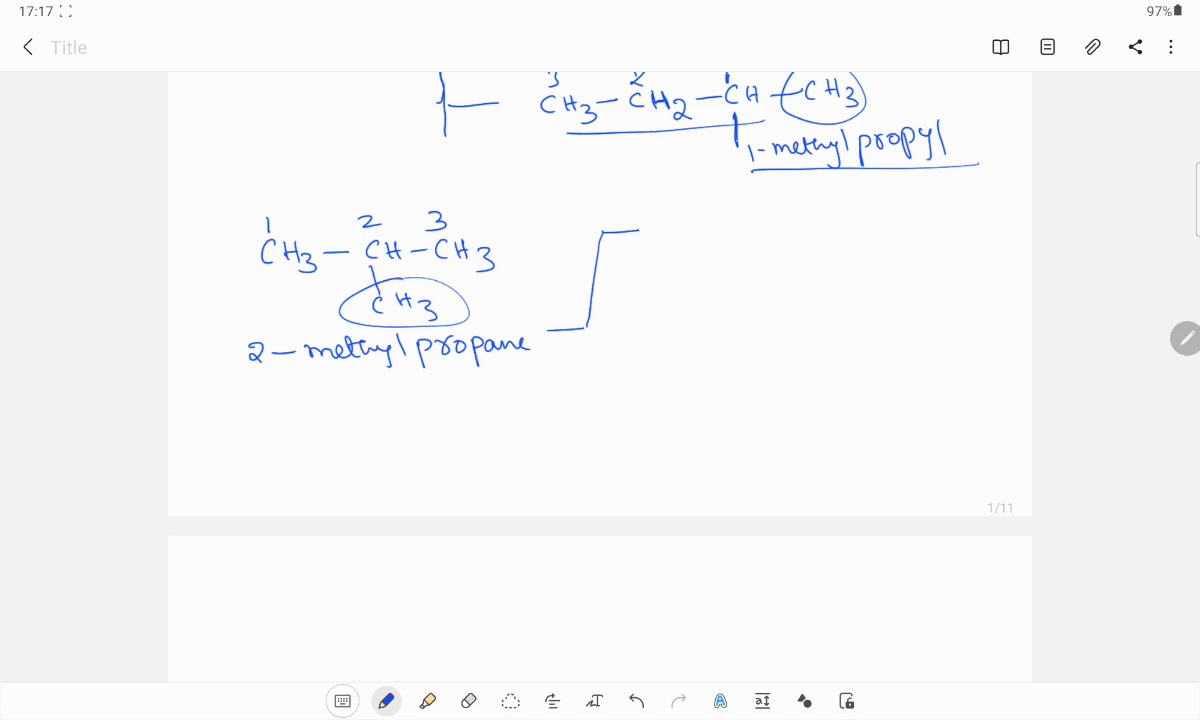 17:17
97%
Title
3 2 1
CH3 - CH2 - CH - CH3
1-methyl propyl
1 2 3
CH3 - CH - CH3
CH3
2 - methyl propane
1/11